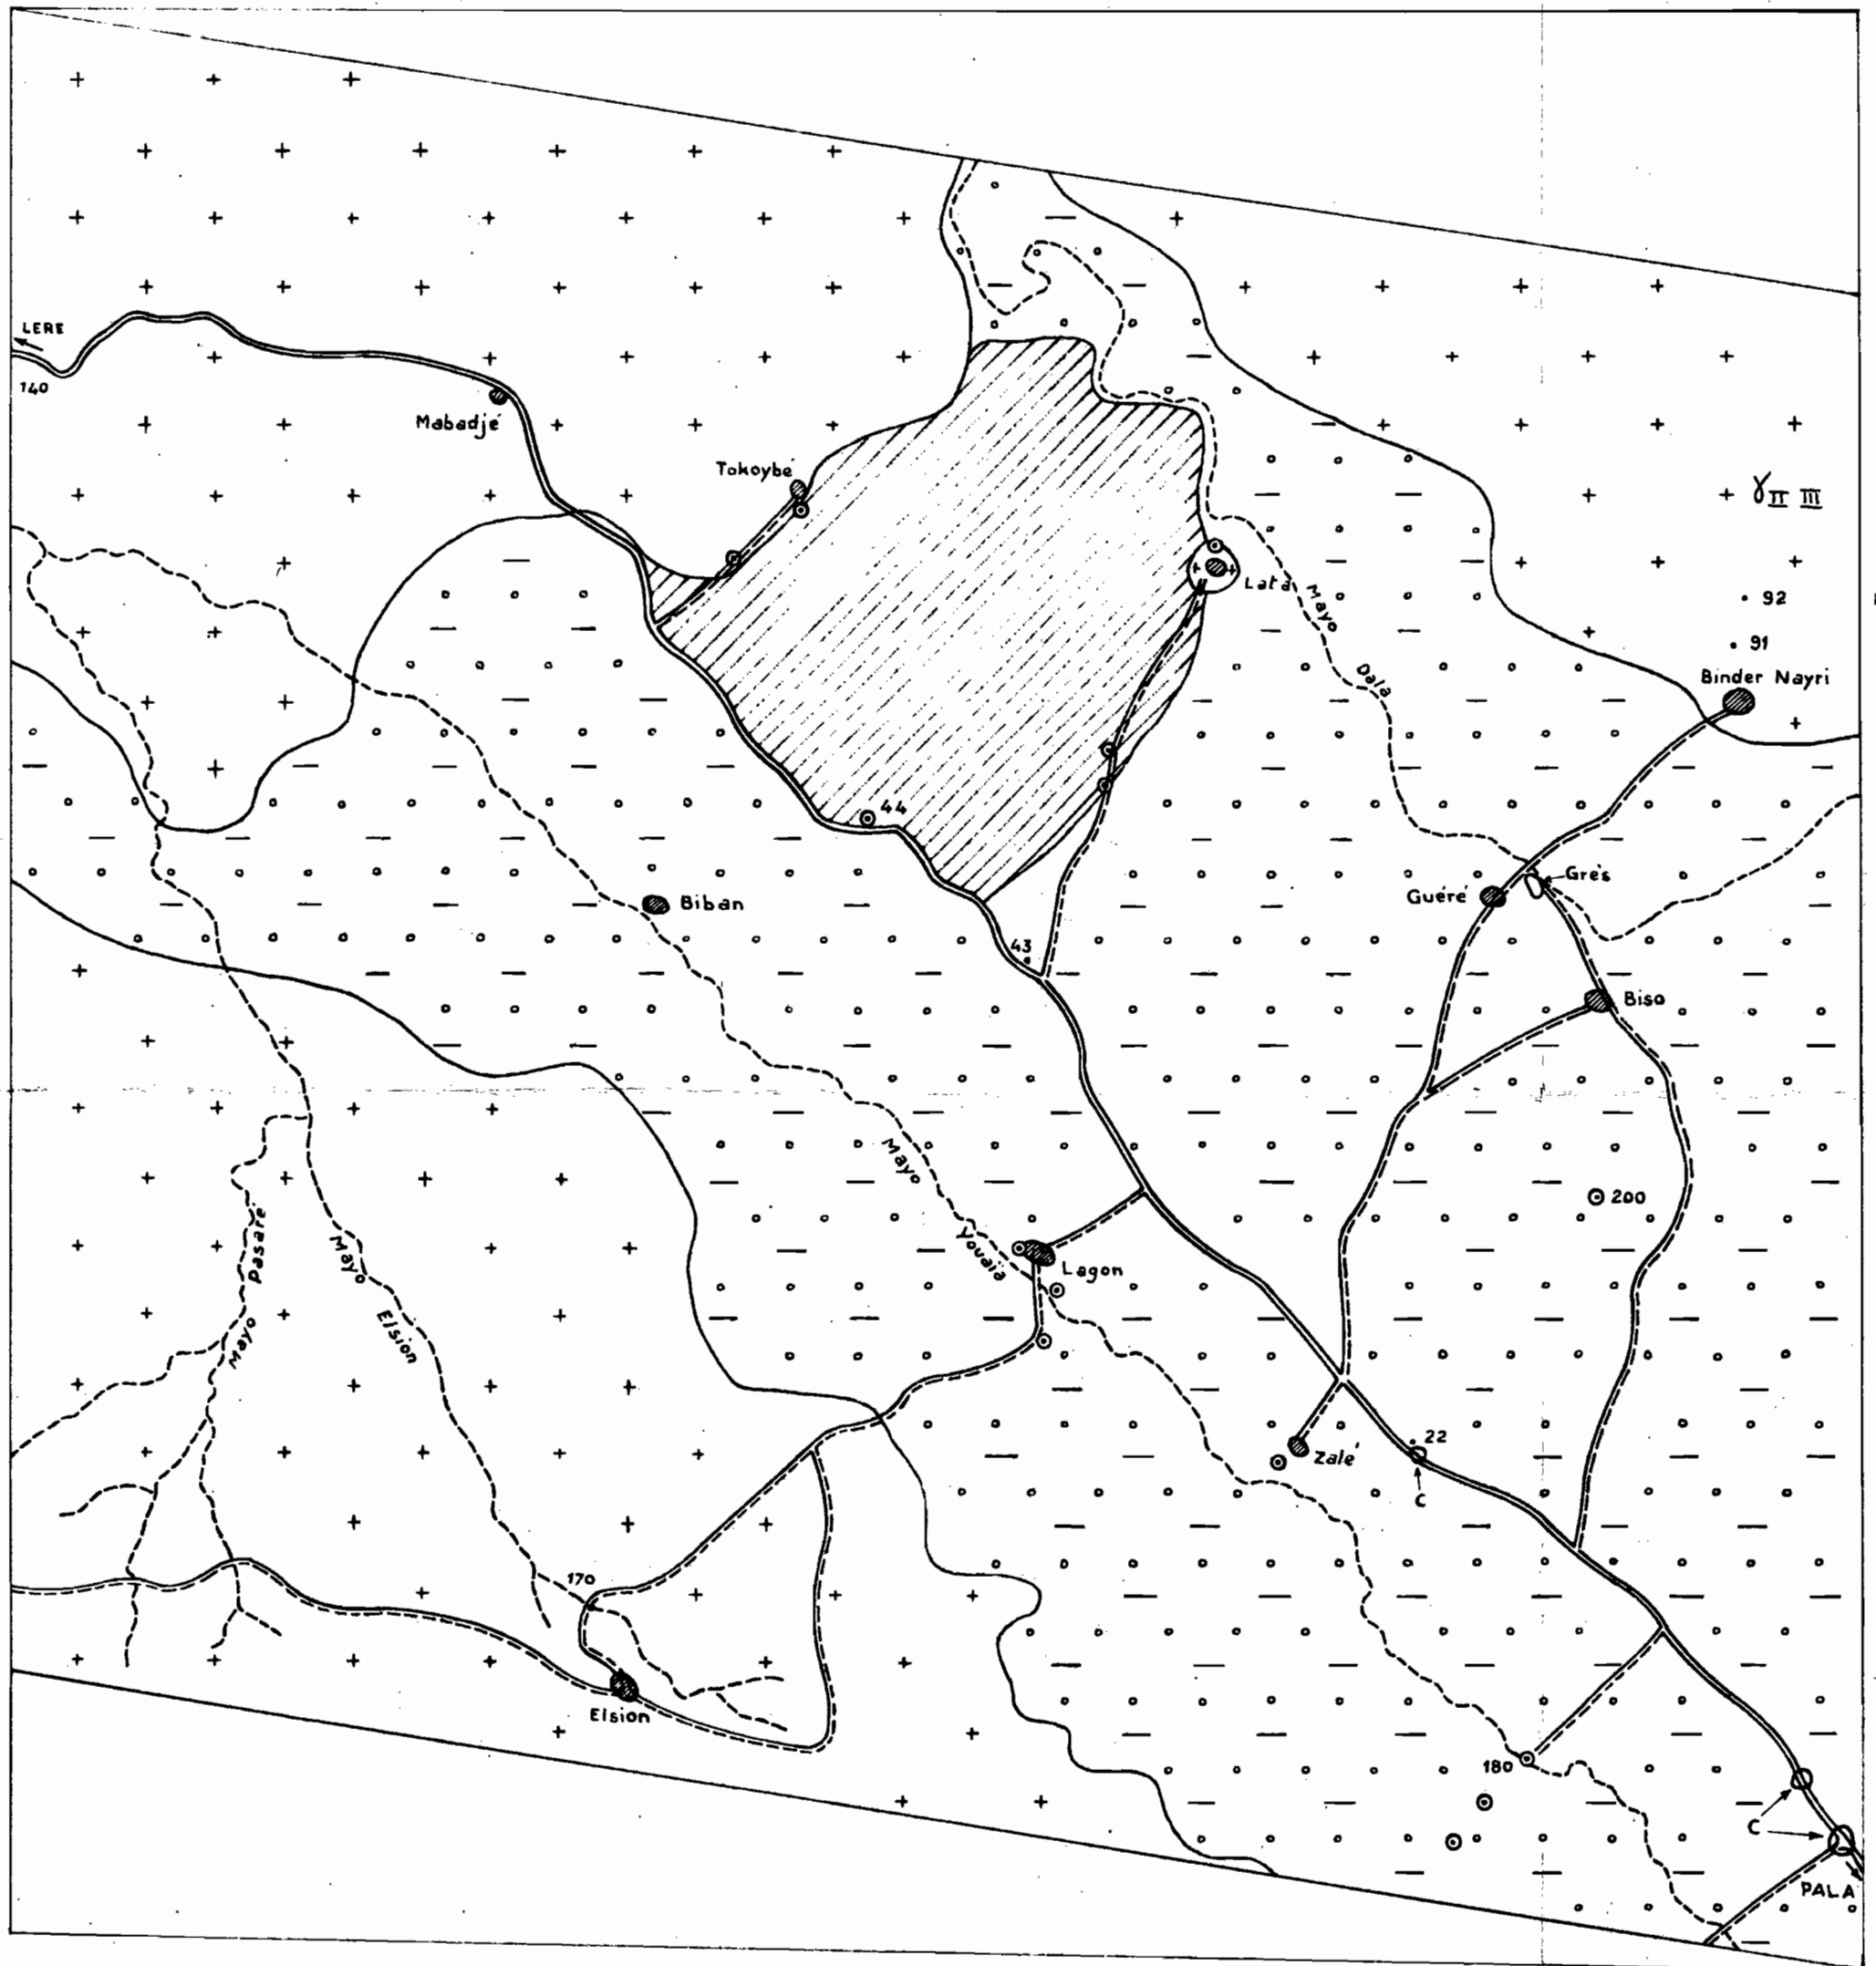 LERE
140
Mabadjé
Tokoybé
γ II III
Lata
Mayo
Dala
92
91
Binder Nayri
44
Biban
Guéré
Grès
43
Biso
Mayo
Youaïa
200
Lagon
Mayo
Pasaré
Mayo
Elsion
22
Zalé
C
170
Elsion
180
C
PALA